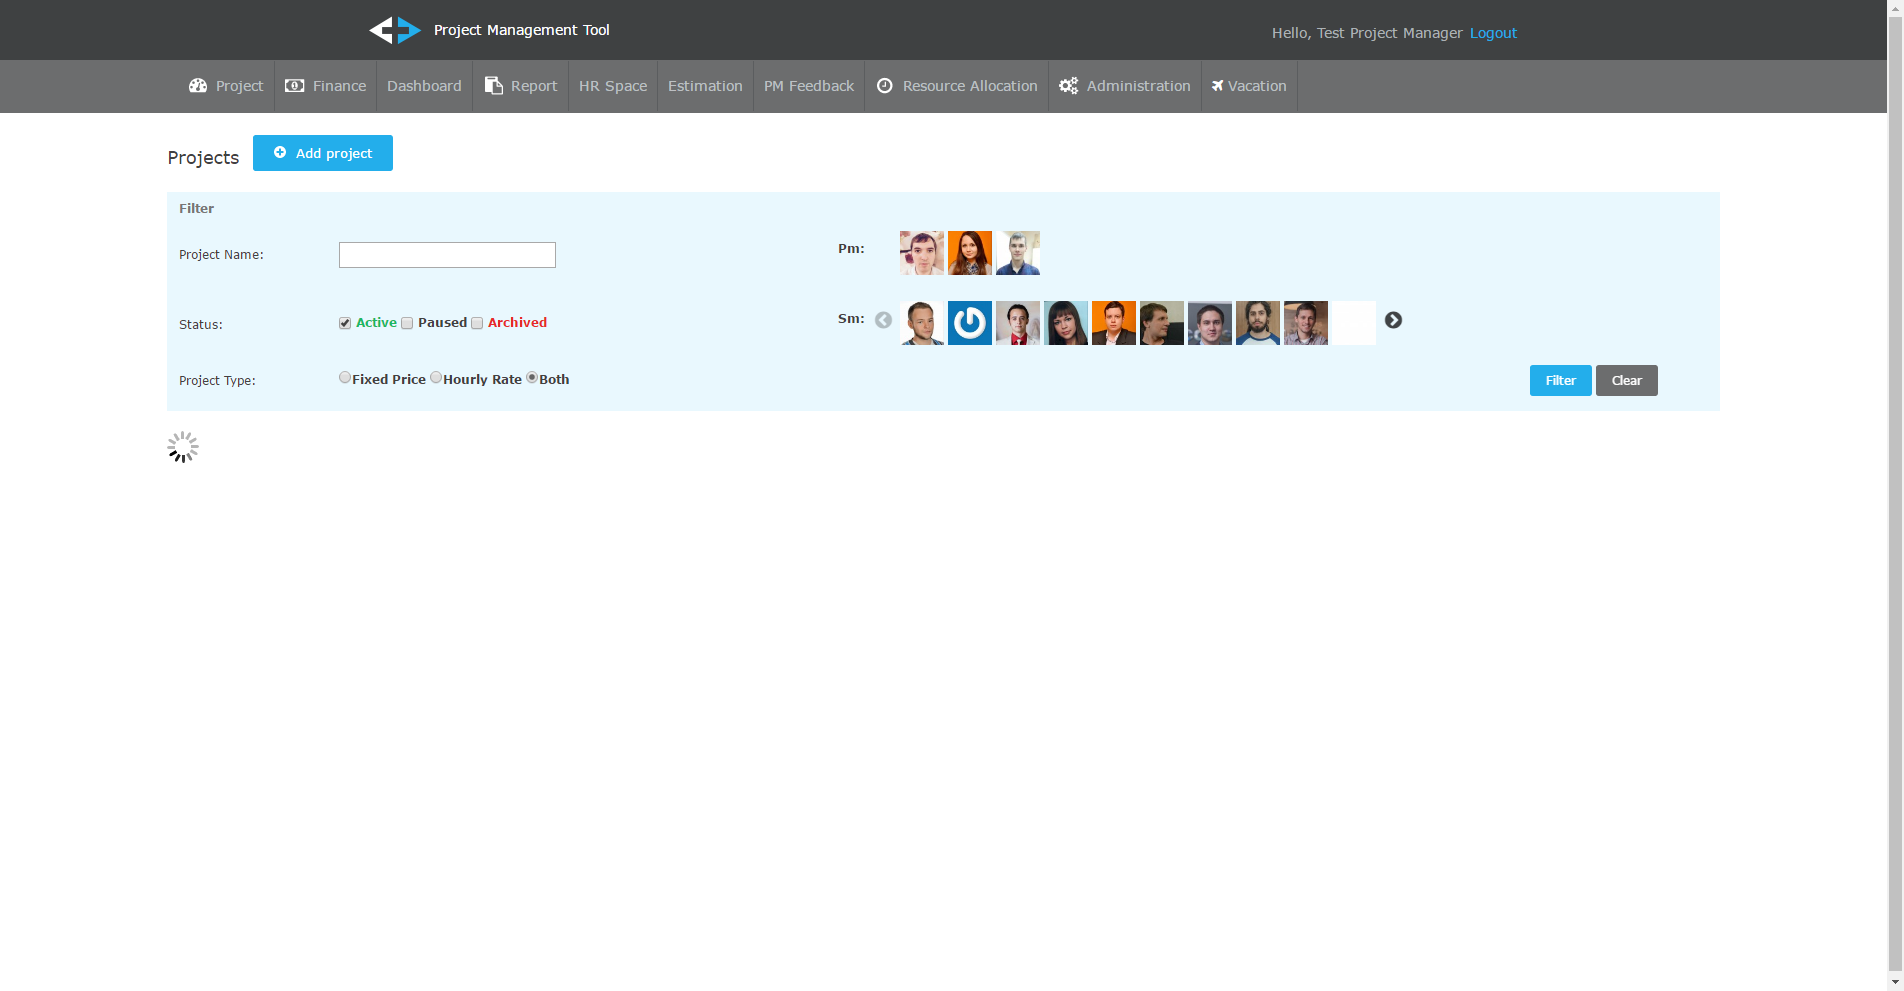 Project Management Tool
Hello, Test Project Manager Logout
Project Finance Dashboard Report HR Space Estimation PM Feedback Resource Allocation Administration Vacation
Projects Add project
Filter
Project Name: Pm:
Status: Active Paused Archived Sm:
Project Type: Fixed Price Hourly Rate Both Filter Clear